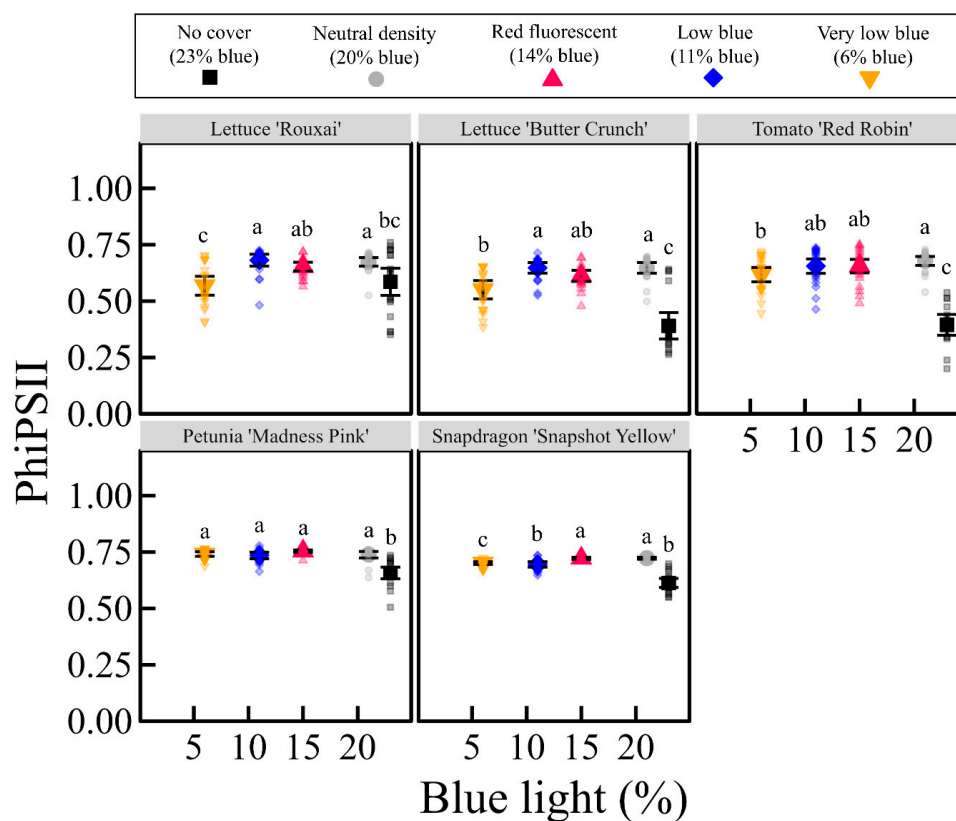 No cover
(23% blue)
Neutral density
(20% blue)
Red fluorescent
(14% blue)
Low blue
(11% blue)
Very low blue
(6% blue)
Lettuce 'Rouxai'
Lettuce 'Butter Crunch'
Tomato 'Red Robin'
1.00
0.75
0.50
0.25
0.00
c
a
ab
a
bc
b
a
ab
a
c
b
ab
ab
a
c
5
10
15
20
Petunia 'Madness Pink'
Snapdragon 'Snapshot Yellow'
1.00
0.75
0.50
0.25
0.00
a
a
a
a
b
c
b
a
a
b
5
10
15
20
5
10
15
20
PhiPSII
Blue light (%)